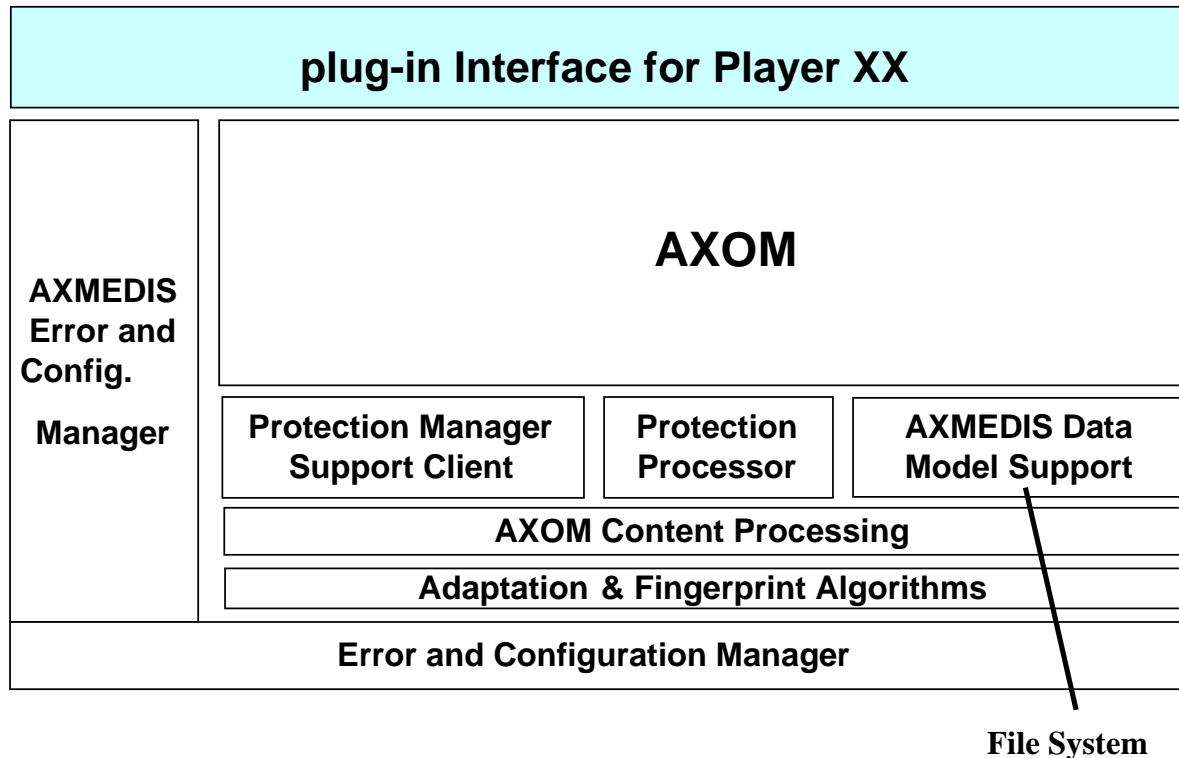 plug-in Interface for Player XX
AXOM
AXMEDIS
Error and
Config.
Manager
Protection Manager
Support Client
Protection
Processor
AXMEDIS Data
Model Support
AXOM Content Processing
Adaptation & Fingerprint Algorithms
Error and Configuration Manager
File System